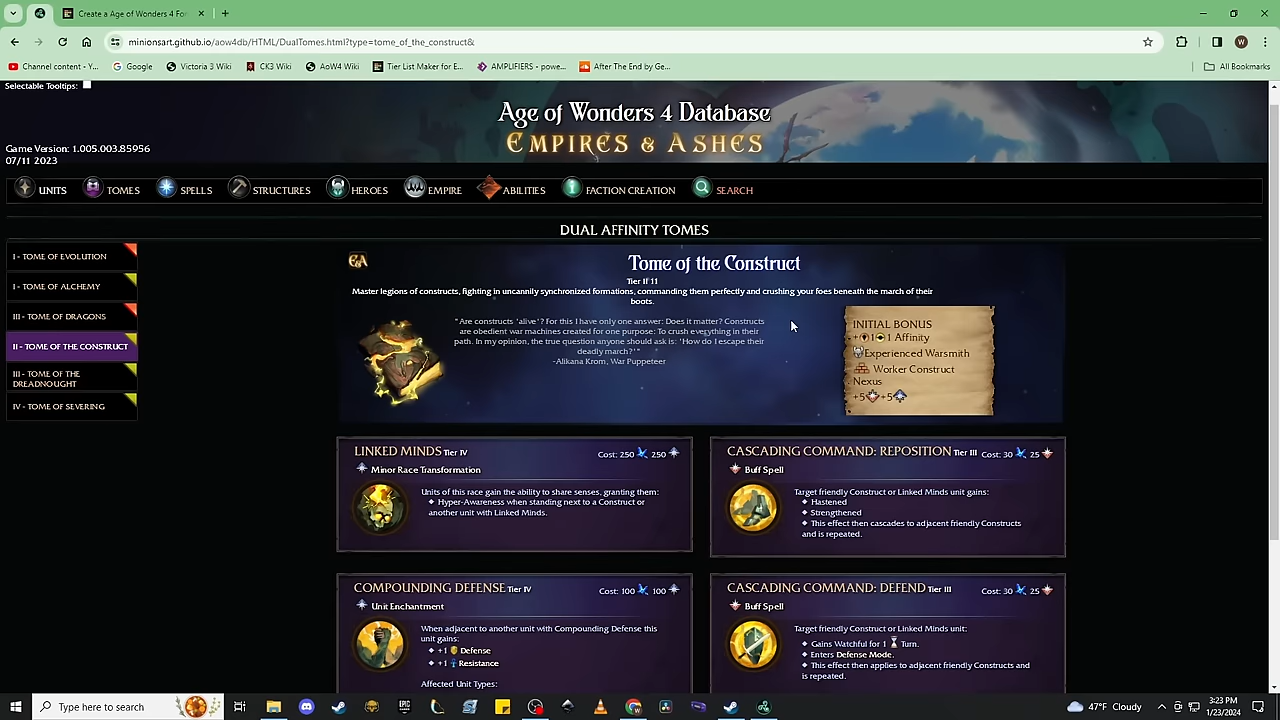 Create a Age of Wonders 4 For
minionsart.github.io/aow4db/HTML/DualTomes.html?type=tome_of_the_construct&
W
Channel content - Y...
Google
Victoria 3 Wiki
CK3 Wiki
AoW4 Wiki
Tier List Maker for E...
AMPLIFIERS - powe...
After The End by Ge...
All Bookmarks
Selectable Tooltips:
Age of Wonders 4 Database
EMPIRES & ASHES
Game Version: 1.005.003.85956
07/11 2023
UNITS
TOMES
SPELLS
STRUCTURES
HEROES
EMPIRE
ABILITIES
FACTION CREATION
SEARCH
DUAL AFFINITY TOMES
I - TOME OF EVOLUTION
I - TOME OF ALCHEMY
III - TOME OF DRAGONS
II - TOME OF THE CONSTRUCT
III - TOME OF THE
DREADNOUGHT
IV - TOME OF SEVERING
E&A
Tome of the Construct
Tier II
Master legions of constructs, fighting in uncannily synchronized formations, commanding them perfectly and crushing your foes beneath the march of their
boots.
"Are constructs 'alive'? For this I have only one answer: Does it matter? Constructs
are obedient war machines created for one purpose: To crush everything in their
path. In my opinion, the true question anyone should ask is: 'How do I escape their
deadly march?'"
-Alikana Krom, War Puppeteer
INITIAL BONUS
+1 1 Affinity
Experienced Warsmith
Worker Construct
Nexus
+5 +5
LINKED MINDS Tier IV
Cost: 250 250
Minor Race Transformation
Units of this race gain the ability to share senses, granting them:
Hyper-Awareness when standing next to a Construct or
another unit with Linked Minds.
CASCADING COMMAND: REPOSITION Tier III
Cost: 30 25
Buff Spell
Target friendly Construct or Linked Minds unit gains:
Hastened
Strengthened
This effect then cascades to adjacent friendly Constructs
and is repeated.
COMPOUNDING DEFENSE Tier IV
Cost: 100 100
Unit Enchantment
When adjacent to another unit with Compounding Defense this
unit gains:
+1 Defense
+1 Resistance
Affected Unit Types:
CASCADING COMMAND: DEFEND Tier III
Cost: 30 25
Buff Spell
Target friendly Construct or Linked Minds unit:
Gains Watchful for 1 Turn.
Enters Defense Mode.
This effect then applies to adjacent friendly Constructs and
is repeated.
Type here to search
47°F Cloudy
3:23 PM
1/23/2024